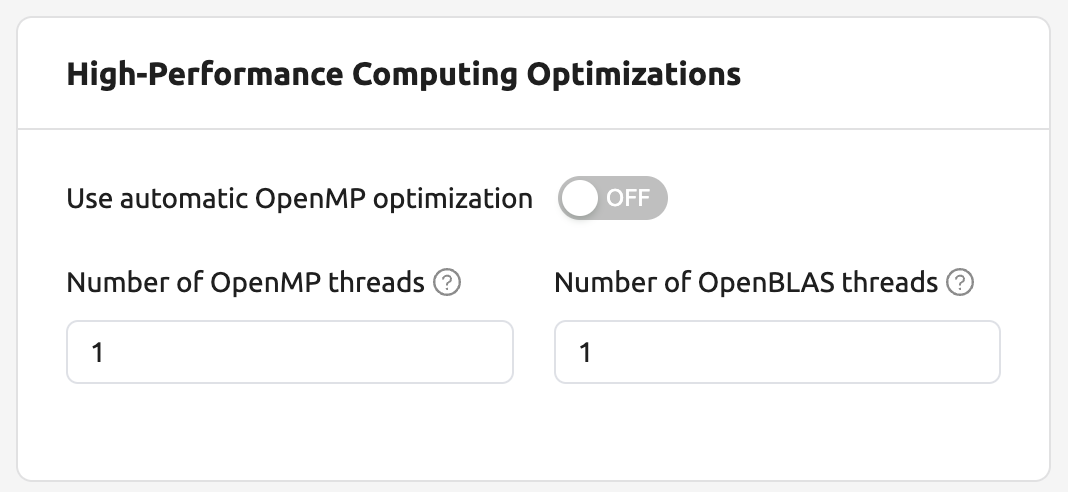 High-Performance Computing Optimizations
Use automatic OpenMP optimization OFF
Number of OpenMP threads ? Number of OpenBLAS threads ?
1 1